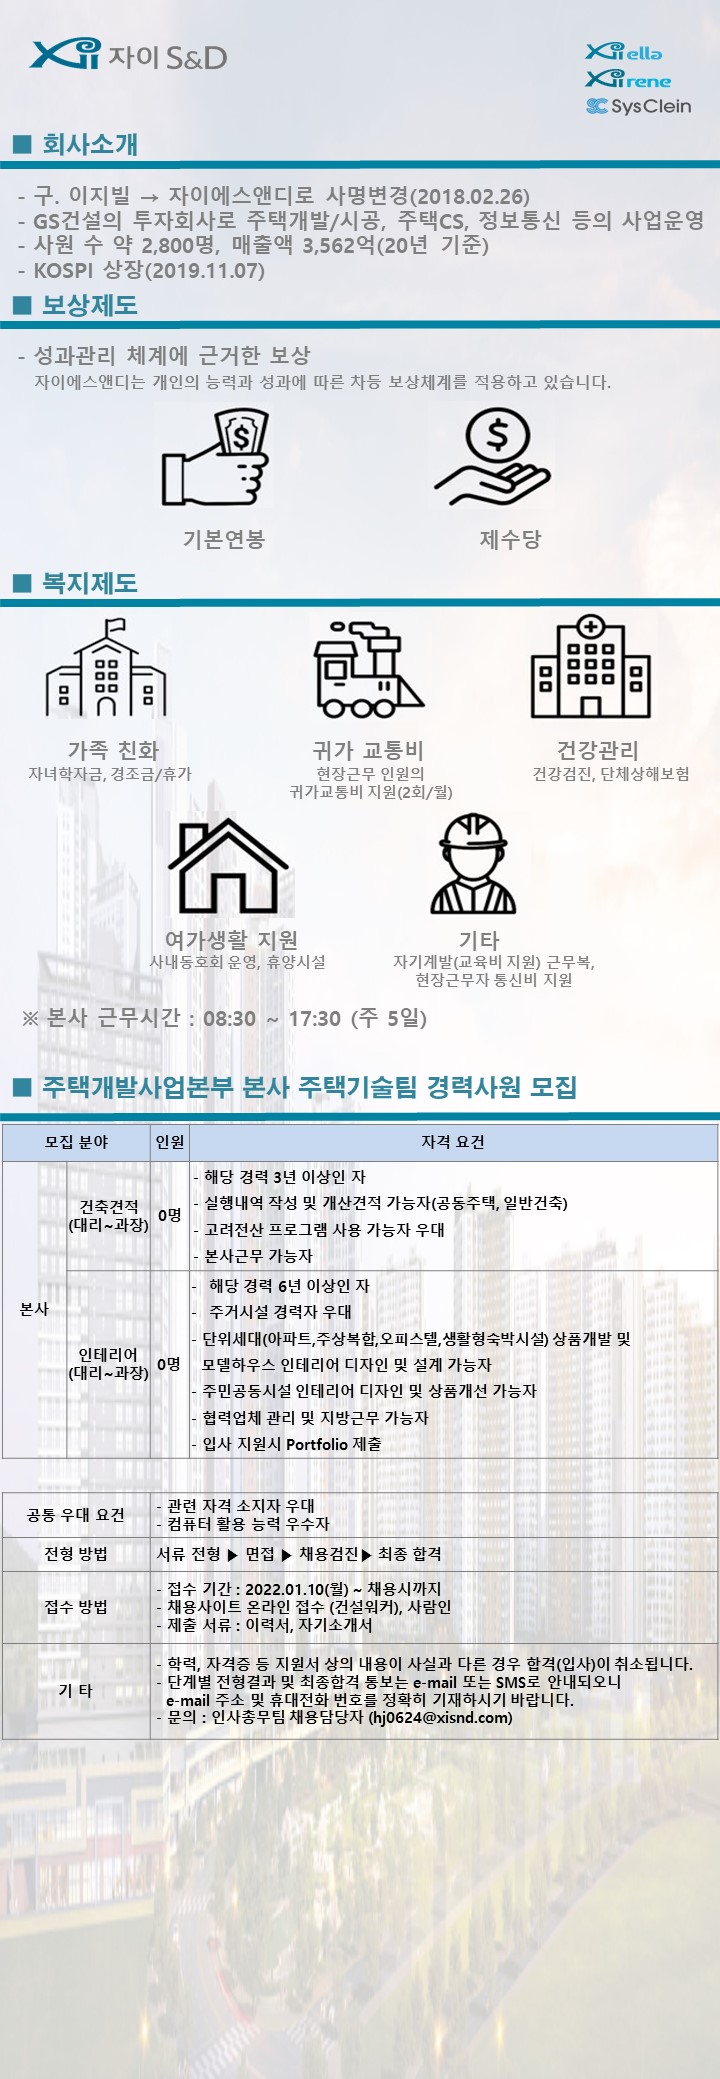 Xii 자이 S&D
Xii ella
Xii rene
SC SysClein
■ 회사소개
- 구. 이지빌 → 자이에스앤디로 사명변경(2018.02.26)
- GS건설의 투자회사로 주택개발/시공, 주택CS, 정보통신 등의 사업운영
- 사원 수 약 2,800명, 매출액 3,562억(20년 기준)
- KOSPI 상장(2019.11.07)
■ 보상제도
- 성과관리 체계에 근거한 보상
자이에스앤디는 개인의 능력과 성과에 따른 차등 보상체계를 적용하고 있습니다.
기본연봉
제수당
■ 복지제도
가족 친화
자녀학자금, 경조금/휴가
귀가 교통비
현장근무 인원의
귀가교통비 지원(2회/월)
건강관리
건강검진, 단체상해보험
여가생활 지원
사내동호회 운영, 휴양시설
기타
자기계발(교육비 지원) 근무복,
현장근무자 통신비 지원
※ 본사 근무시간 : 08:30 ~ 17:30 (주 5일)
■ 주택개발사업본부 본사 주택기술팀 경력사원 모집
모집 분야
인원
자격 요건
본사
건축견적
(대리~과장)
0명
- 해당 경력 3년 이상인 자
- 실행내역 작성 및 개산견적 가능자(공동주택, 일반건축)
- 고려전산 프로그램 사용 가능자 우대
- 본사근무 가능자
인테리어
(대리~과장)
0명
- 해당 경력 6년 이상인 자
- 주거시설 경력자 우대
- 단위세대(아파트,주상복합,오피스텔,생활형숙박시설) 상품개발 및
모델하우스 인테리어 디자인 및 설계 가능자
- 주민공동시설 인테리어 디자인 및 상품개선 가능자
- 협력업체 관리 및 지방근무 가능자
- 입사 지원시 Portfolio 제출
공통 우대 요건
- 관련 자격 소지자 우대
- 컴퓨터 활용 능력 우수자
전형 방법
서류 전형 ▶ 면접 ▶ 채용검진▶ 최종 합격
접수 방법
- 접수 기간 : 2022.01.10(월) ~ 채용시까지
- 채용사이트 온라인 접수 (건설워커), 사람인
- 제출 서류 : 이력서, 자기소개서
기 타
- 학력, 자격증 등 지원서 상의 내용이 사실과 다른 경우 합격(입사)이 취소됩니다.
- 단계별 전형결과 및 최종합격 통보는 e-mail 또는 SMS로 안내되오니
e-mail 주소 및 휴대전화 번호를 정확히 기재하시기 바랍니다.
- 문의 : 인사총무팀 채용담당자 (hj0624@xisnd.com)